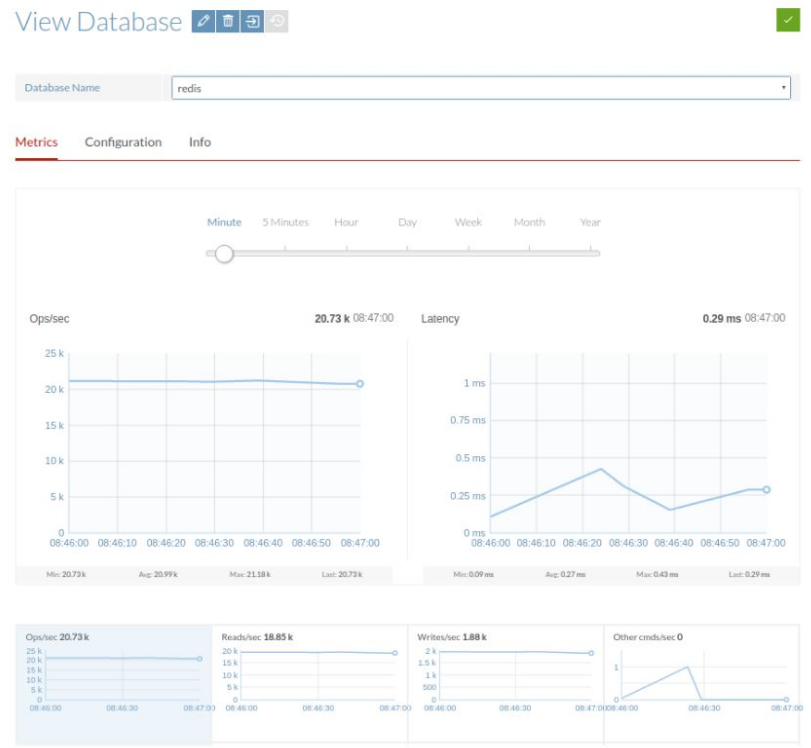 View Database
Database Name redis
Metrics Configuration Info
Minute 5 Minutes Hour Day Week Month Year
Ops/sec 20.73 k 08:47:00
25 k
20 k
15 k
10 k
5 k
0
08:46:00 08:46:10 08:46:20 08:46:30 08:46:40 08:46:50 08:47:00
Min: 20.73 k Avg: 20.99 k Max: 21.18 k Last: 20.73 k
Latency 0.29 ms 08:47:00
1 ms
0.75 ms
0.5 ms
0.25 ms
0 ms
08:46:00 08:46:10 08:46:20 08:46:30 08:46:40 08:46:50 08:47:00
Min: 0.09 ms Avg: 0.27 ms Max: 0.43 ms Last: 0.29 ms
Ops/sec 20.73 k
25 k
20 k
15 k
10 k
5 k
0
08:46:00 08:46:30 08:47:00
Reads/sec 18.85 k
20 k
15 k
10 k
5 k
0
08:46:00 08:46:30 08:47:00
Writes/sec 1.88 k
2 k
1.5 k
1 k
500
0
08:46:00 08:46:30 08:47:00
Other cmds/sec 0
1
0
08:46:00 08:46:30 08:47:00